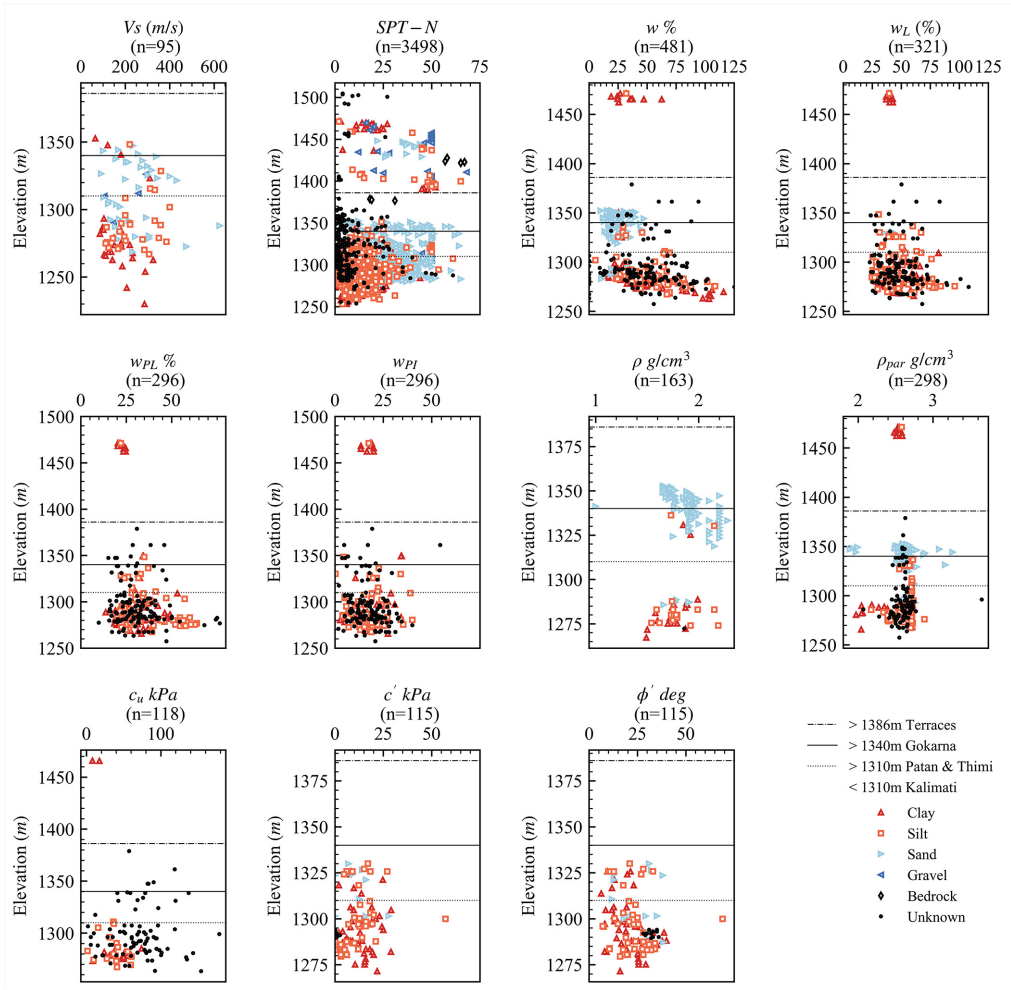 Vs (m/s)
(n=95)
0 200 400 600
Elevation (m)
1350
1300
1250
SPT−N
(n=3498)
0 25 50 75
Elevation (m)
1500
1450
1400
1350
1300
1250
w %
(n=481)
0 25 50 75 100 125
Elevation (m)
1450
1400
1350
1300
1250
w_L (%)
(n=321)
0 25 50 75 100 125
Elevation (m)
1450
1400
1350
1300
1250
w_PL %
(n=296)
0 25 50
Elevation (m)
1500
1450
1400
1350
1300
1250
w_PI
(n=296)
0 25 50
Elevation (m)
1500
1450
1400
1350
1300
1250
ρ g/cm³
(n=163)
1 2
Elevation (m)
1375
1350
1325
1300
1275
ρ_par g/cm³
(n=298)
2 3
Elevation (m)
1450
1400
1350
1300
1250
c_u kPa
(n=118)
0 100
Elevation (m)
1450
1400
1350
1300
c′ kPa
(n=115)
0 25 50
Elevation (m)
1375
1350
1325
1300
1275
ϕ′ deg
(n=115)
0 25 50
Elevation (m)
1375
1350
1325
1300
1275
> 1386m Terraces
> 1340m Gokarna
> 1310m Patan & Thimi
< 1310m Kalimati
Clay
Silt
Sand
Gravel
Bedrock
Unknown